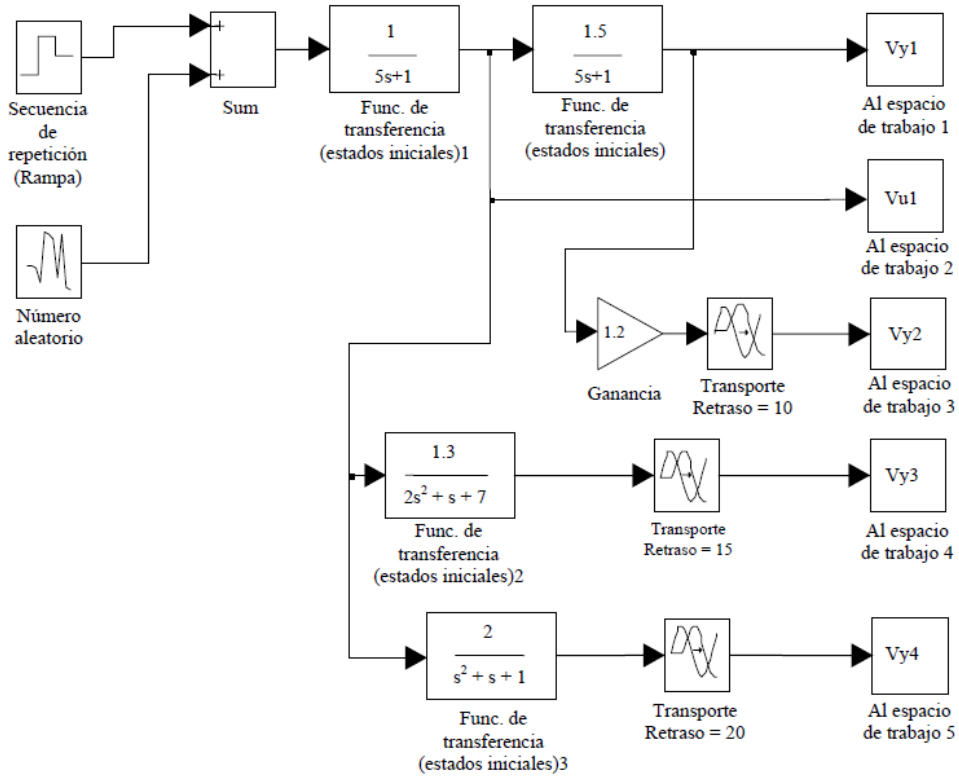 +
+
Secuencia
de
repetición
(Rampa)
Sum
1
5s+1
Func. de
transferencia
(estados iniciales)1
1.5
5s+1
Func. de
transferencia
(estados iniciales)
Vy1
Al espacio
de trabajo 1
Vu1
Al espacio
de trabajo 2
Número
aleatorio
1.2
Ganancia
Transporte
Retraso = 10
Vy2
Al espacio
de trabajo 3
1.3
2s² + s + 7
Func. de
transferencia
(estados iniciales)2
Transporte
Retraso = 15
Vy3
Al espacio
de trabajo 4
2
s² + s + 1
Func. de
transferencia
(estados iniciales)3
Transporte
Retraso = 20
Vy4
Al espacio
de trabajo 5